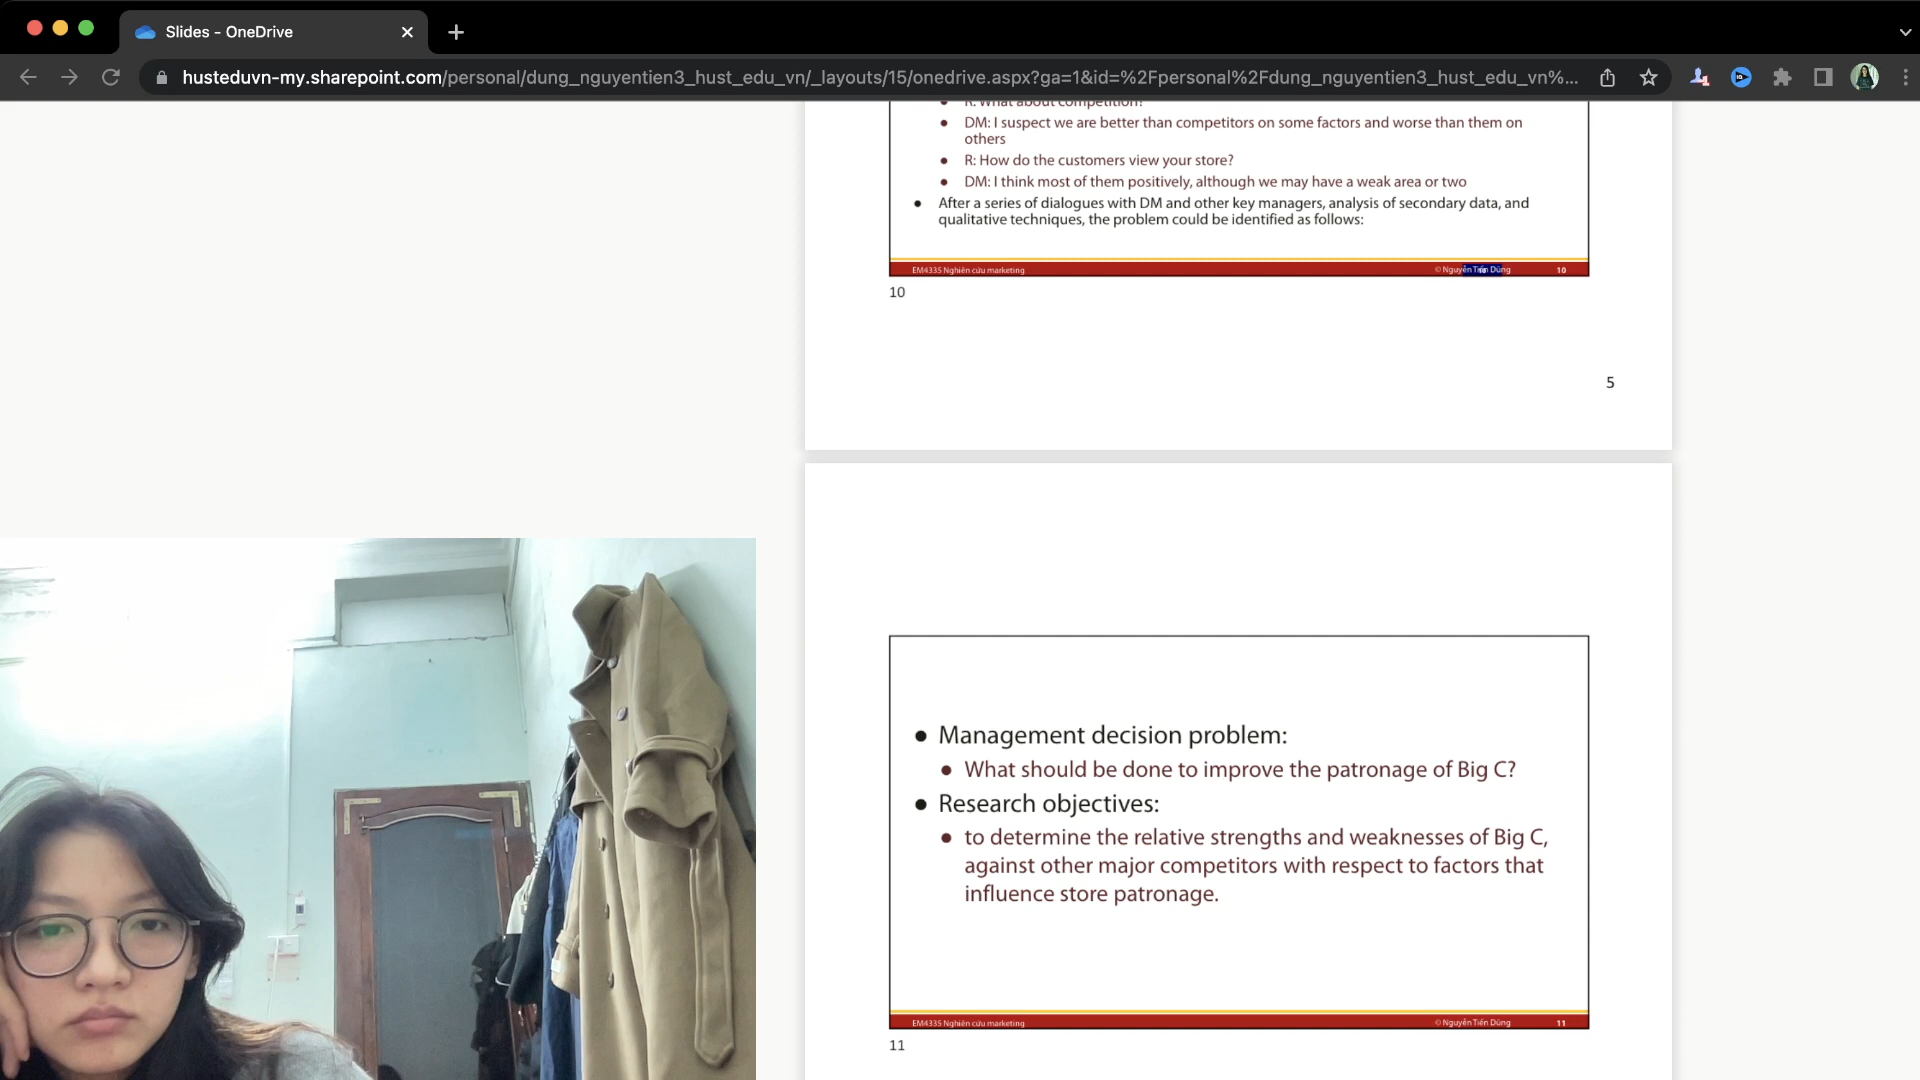 Slides - OneDrive
husteduvn-my.sharepoint.com/personal/dung_nguyentien3_hust_edu_vn/_layouts/15/onedrive.aspx?ga=1&id=%2Fpersonal%2Fdung_nguyentien3_hust_edu_vn%...
R: What about competition?
DM: I suspect we are better than competitors on some factors and worse than them on
others
R: How do the customers view your store?
DM: I think most of them positively, although we may have a weak area or two
After a series of dialogues with DM and other key managers, analysis of secondary data, and
qualitative techniques, the problem could be identified as follows:
EM4335 Nghiên cứu marketing © Nguyễn Tiến Dũng 10
10
5
Management decision problem:
What should be done to improve the patronage of Big C?
Research objectives:
to determine the relative strengths and weaknesses of Big C,
against other major competitors with respect to factors that
influence store patronage.
EM4335 Nghiên cứu marketing © Nguyễn Tiến Dũng 11
11